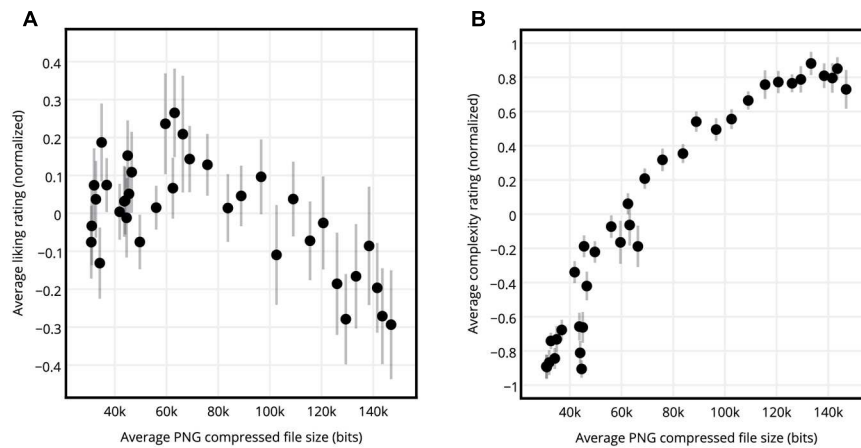 A
B
Average liking rating (normalized)
0.4
0.3
0.2
0.1
0
−0.1
−0.2
−0.3
−0.4
40k 60k 80k 100k 120k 140k
Average PNG compressed file size (bits)
Average complexity rating (normalized)
1
0.8
0.6
0.4
0.2
0
−0.2
−0.4
−0.6
−0.8
−1
40k 60k 80k 100k 120k 140k
Average PNG compressed file size (bits)